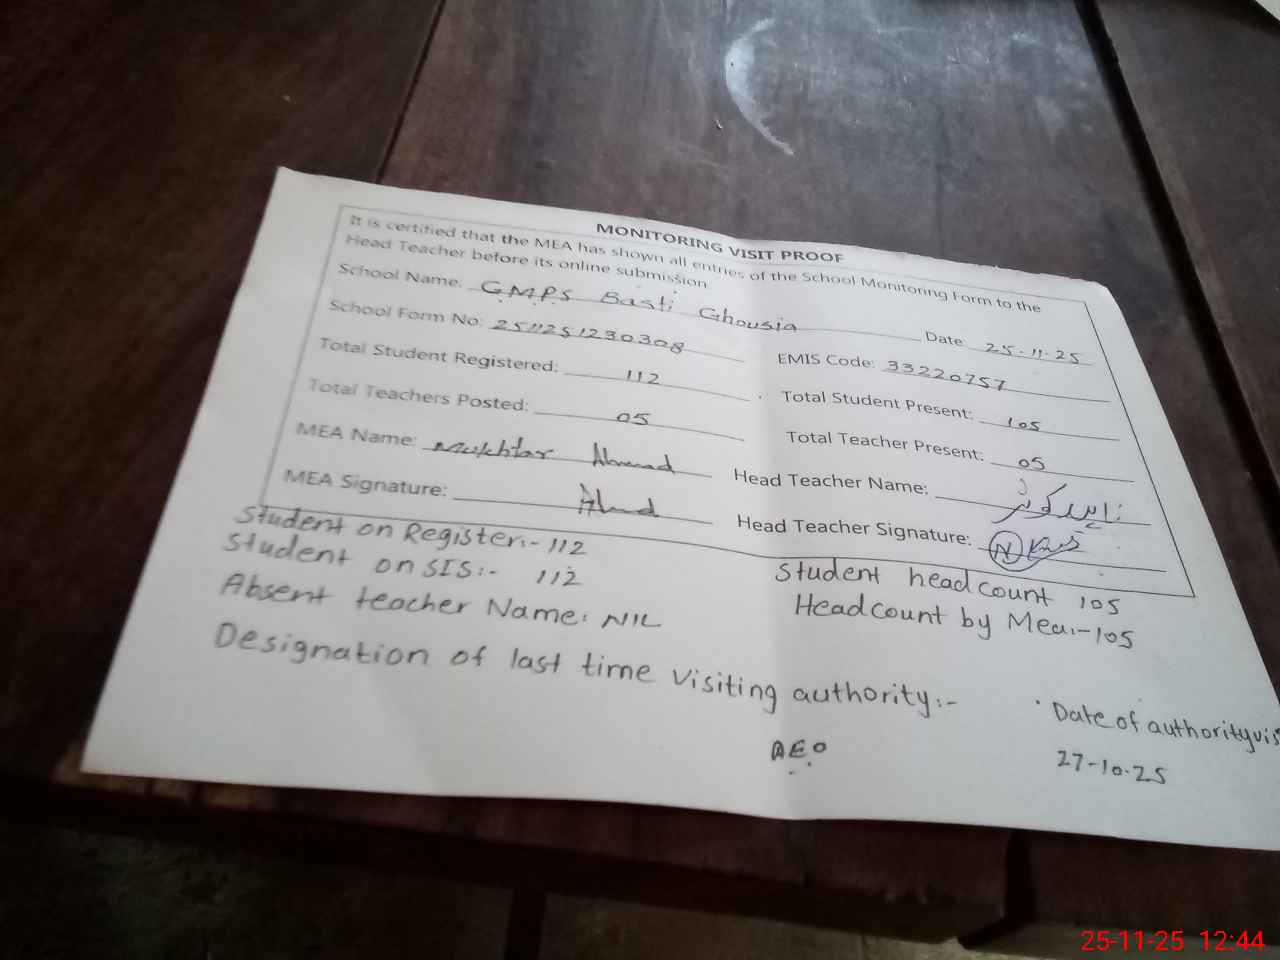 MONITORING VISIT PROOF
It is certified that the MEA has shown all entries of the School Monitoring Form to the
Head Teacher before its online submission.
School Name: G.M.P.S Basti Ghousia Date 25-11-25
School Form No: 2511251230308 EMIS Code: 33220757
Total Student Registered: 112 Total Student Present: 105
Total Teachers Posted: 05 Total Teacher Present: 05
MEA Name: Mukhtar Ahmad Head Teacher Name:
MEA Signature: Head Teacher Signature:
Student on Register:- 112 Student headcount 105
Student on SIS:- 112 Headcount by Mea:-105
Absent teacher Name: NIL
Designation of last time visiting authority:- Date of authority vis
AEO 27-10-25
25-11-25 12:44